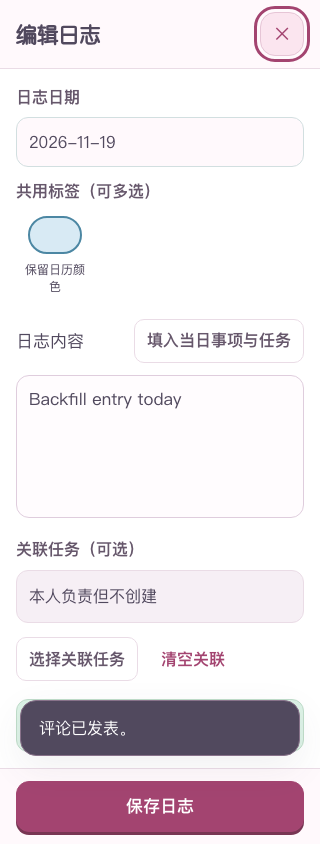 编辑日志
日志日期
2026-11-19
共用标签（可多选）
保留日历颜
色
日志内容
填入当日事项与任务
Backfill entry today
关联任务（可选）
本人负责但不创建
选择关联任务
清空关联
评论已发表。
保存日志